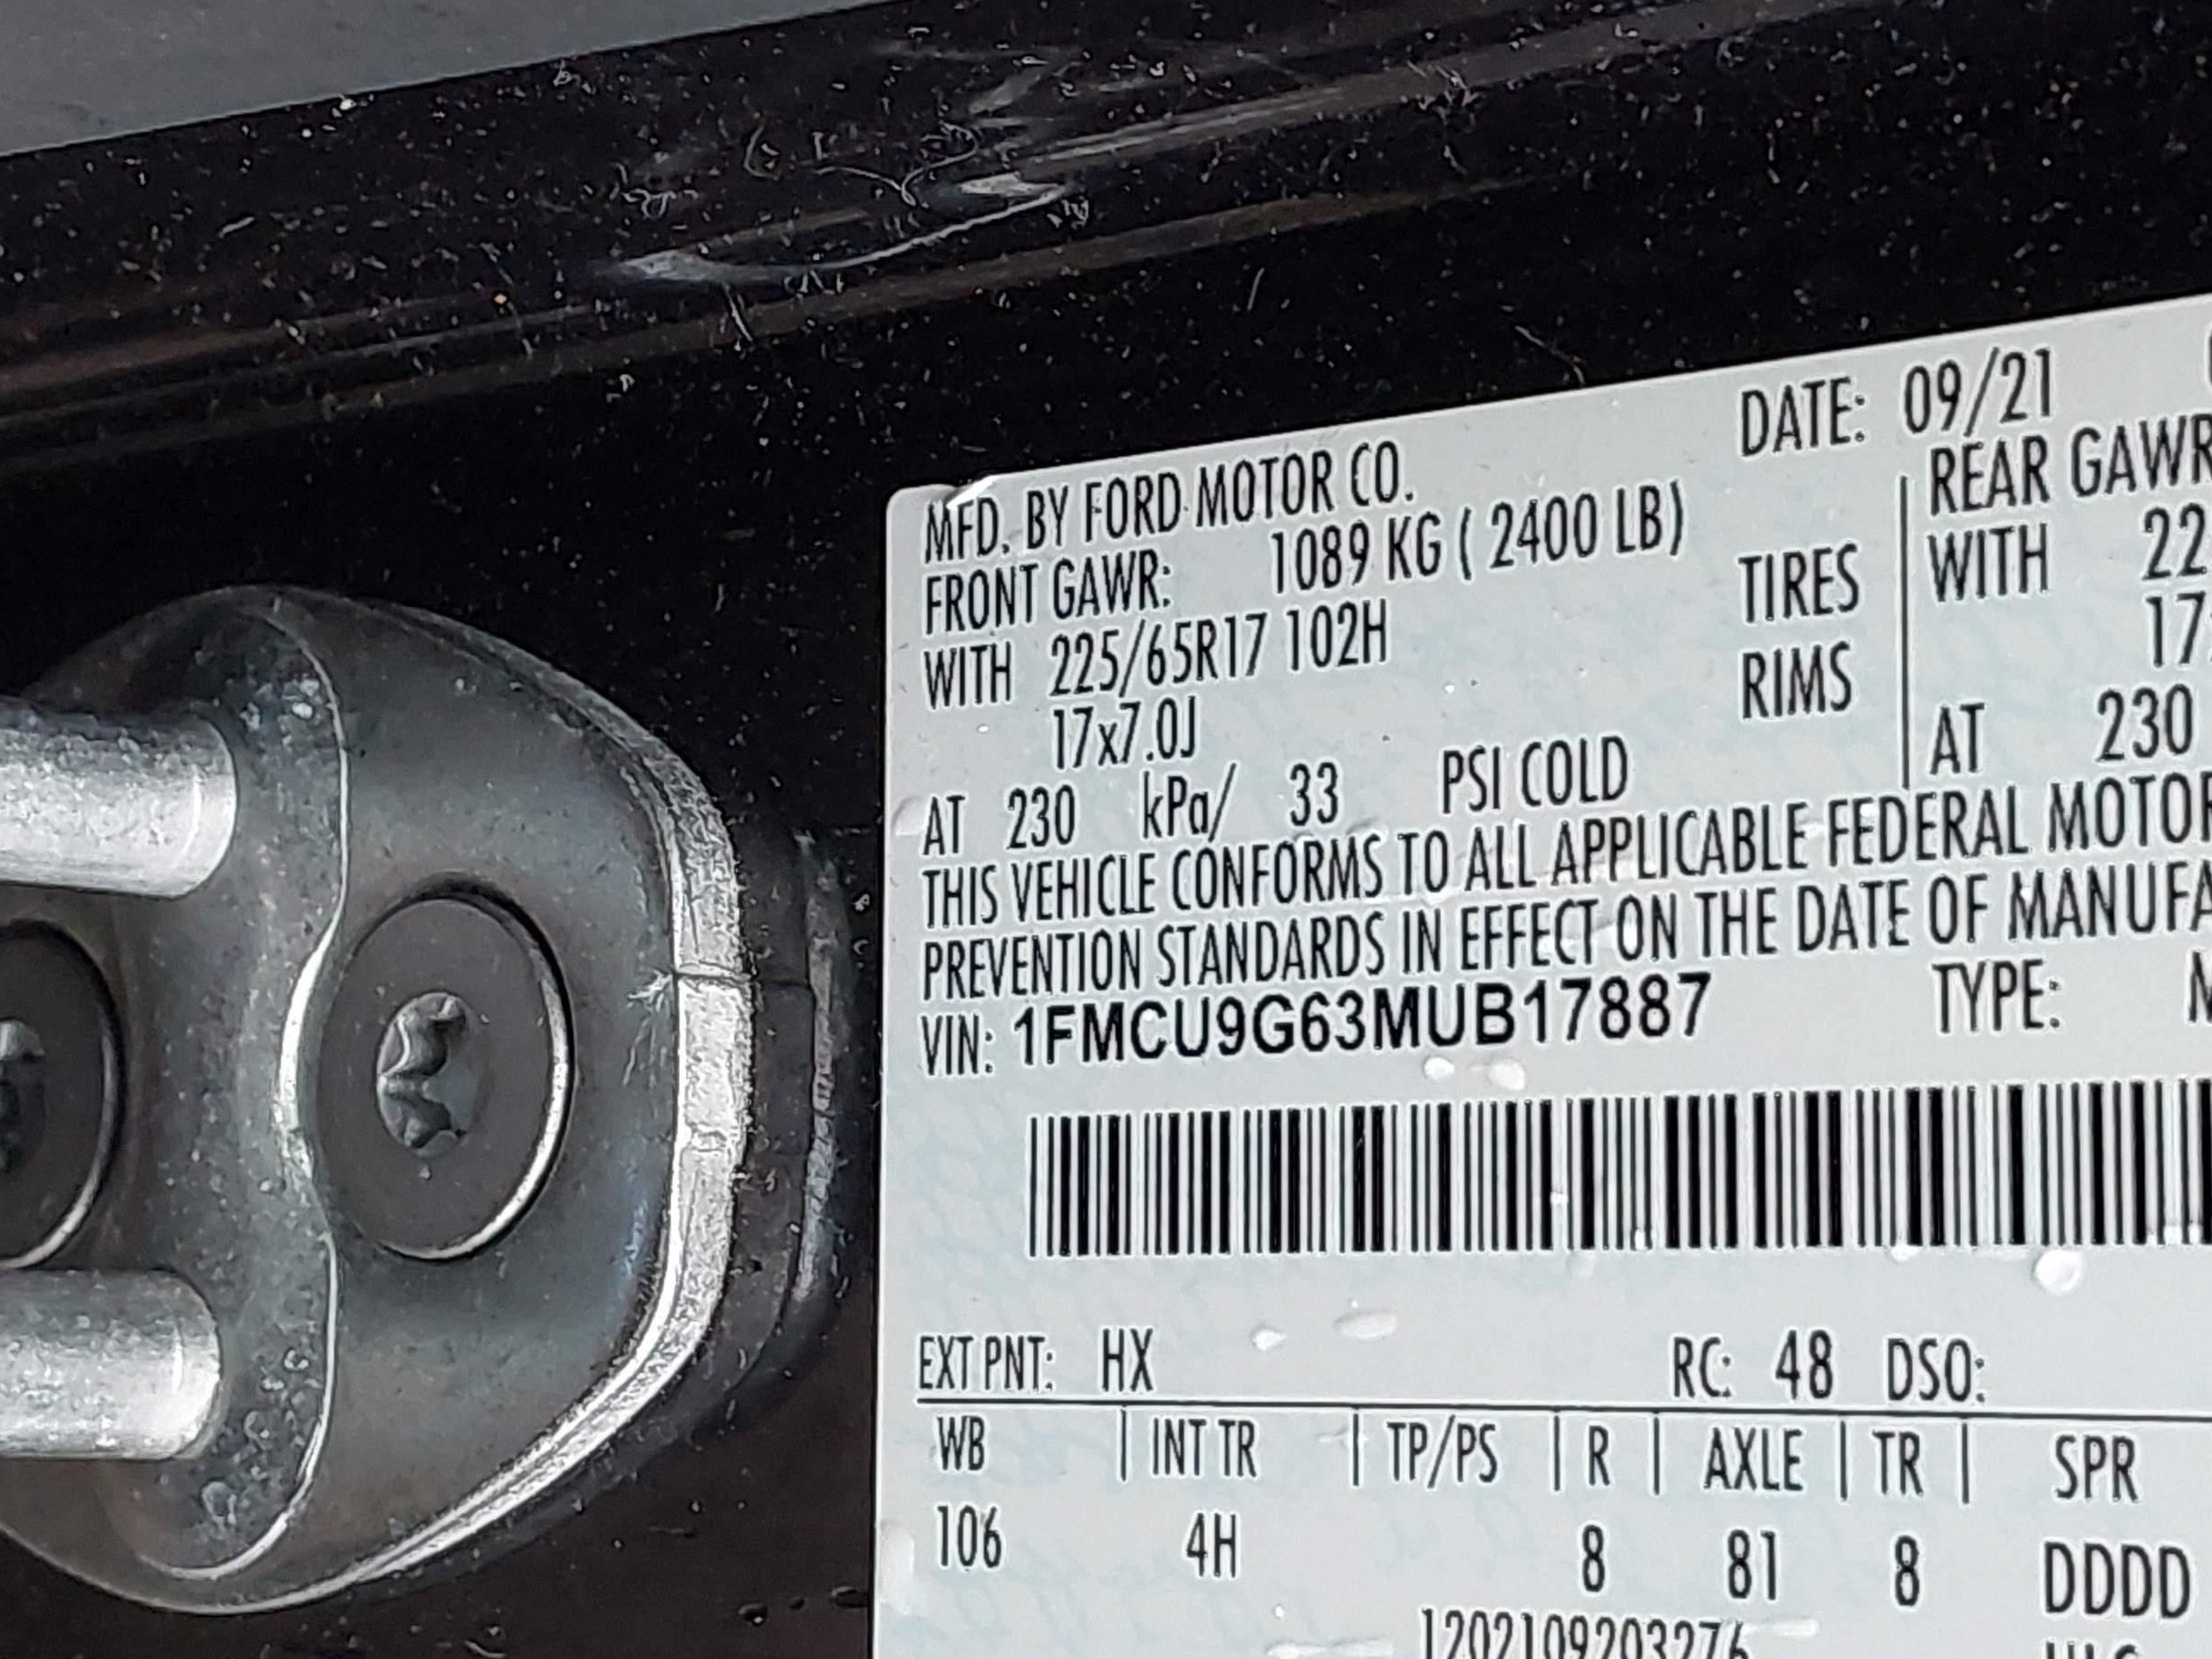 DATE: 09/21
MFD. BY FORD MOTOR CO.
FRONT GAWR: 1089 KG ( 2400 LB) REAR GAWR
WITH 225/65R17 102H TIRES WITH
17x7.0J RIMS
AT 230 kPa/ 33 PSI COLD AT 230
THIS VEHICLE CONFORMS TO ALL APPLICABLE FEDERAL
PREVENTION STANDARDS IN EFFECT ON THE DATE OF
VIN: 1FMCU9G63MUB17887 TYPE:
EXT PNT: HX RC: 48 DSO:
WB | INT TR | TP/PS | R | AXLE | TR | SPR
106 4H 8 81 8 DDDD
1202109203276